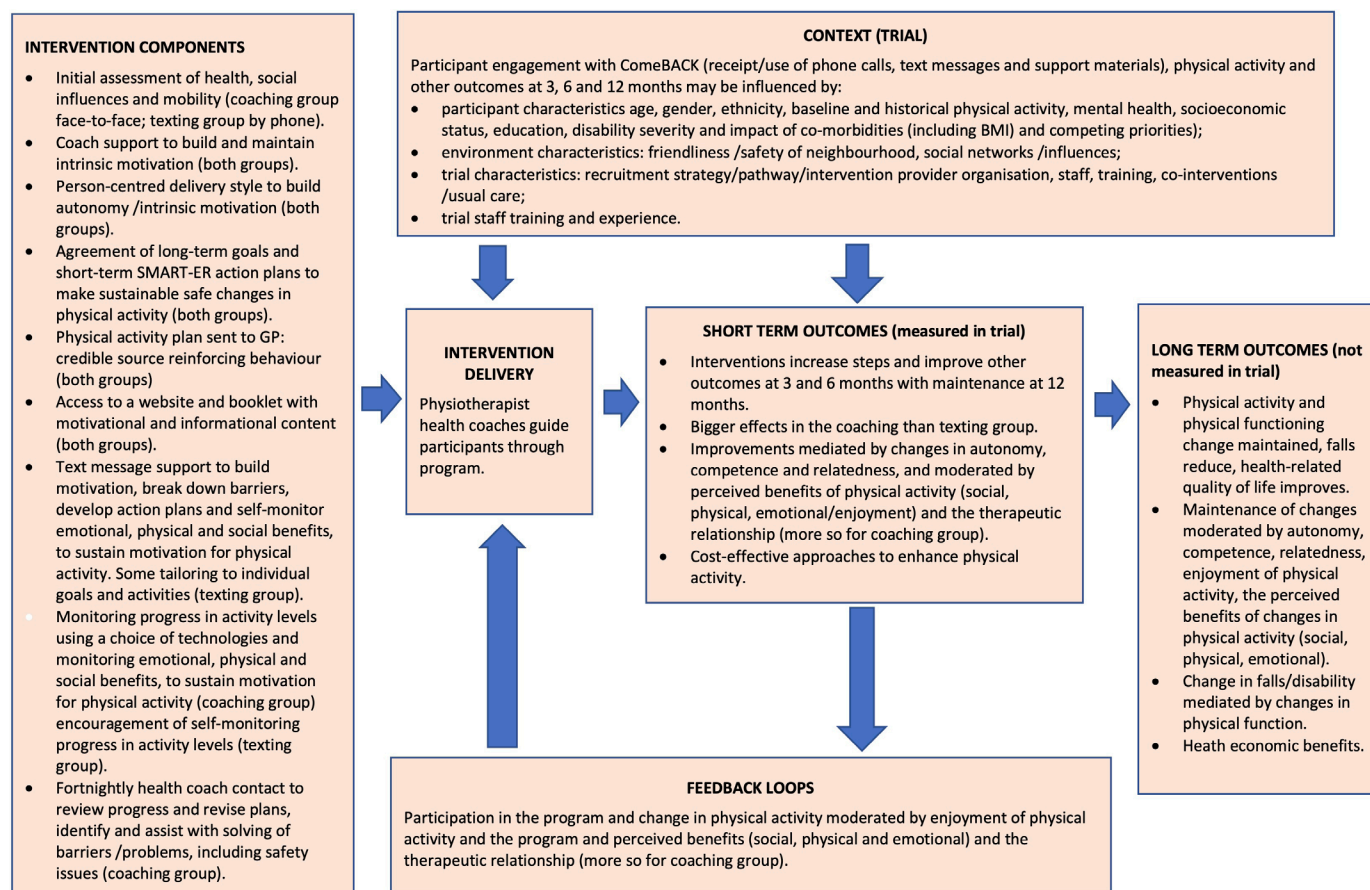 INTERVENTION COMPONENTS
• Initial assessment of health, social
influences and mobility (coaching group
face-to-face; texting group by phone).
• Coach support to build and maintain
intrinsic motivation (both groups).
• Person-centred delivery style to build
autonomy /intrinsic motivation (both
groups).
• Agreement of long-term goals and
short-term SMART-ER action plans to
make sustainable safe changes in
physical activity (both groups).
• Physical activity plan sent to GP:
credible source reinforcing behaviour
(both groups)
• Access to a website and booklet with
motivational and informational content
(both groups).
• Text message support to build
motivation, break down barriers,
develop action plans and self-monitor
emotional, physical and social benefits,
to sustain motivation for physical
activity. Some tailoring to individual
goals and activities (texting group).
• Monitoring progress in activity levels
using a choice of technologies and
monitoring emotional, physical and
social benefits, to sustain motivation
for physical activity (coaching group)
encouragement of self-monitoring
progress in activity levels (texting
group).
• Fortnightly health coach contact to
review progress and revise plans,
identify and assist with solving of
barriers /problems, including safety
issues (coaching group).
CONTEXT (TRIAL)
Participant engagement with ComeBACK (receipt/use of phone calls, text messages and support materials), physical activity and
other outcomes at 3, 6 and 12 months may be influenced by:
• participant characteristics age, gender, ethnicity, baseline and historical physical activity, mental health, socioeconomic
status, education, disability severity and impact of co-morbidities (including BMI) and competing priorities);
• environment characteristics: friendliness /safety of neighbourhood, social networks /influences;
• trial characteristics: recruitment strategy/pathway/intervention provider organisation, staff, training, co-interventions
/usual care;
• trial staff training and experience.
INTERVENTION
DELIVERY
Physiotherapist
health coaches guide
participants through
program.
SHORT TERM OUTCOMES (measured in trial)
• Interventions increase steps and improve other
outcomes at 3 and 6 months with maintenance at 12
months.
• Bigger effects in the coaching than texting group.
• Improvements mediated by changes in autonomy,
competence and relatedness, and moderated by
perceived benefits of physical activity (social,
physical, emotional/enjoyment) and the therapeutic
relationship (more so for coaching group).
• Cost-effective approaches to enhance physical
activity.
LONG TERM OUTCOMES (not
measured in trial)
• Physical activity and
physical functioning
change maintained, falls
reduce, health-related
quality of life improves.
• Maintenance of changes
moderated by autonomy,
competence, relatedness,
enjoyment of physical
activity, the perceived
benefits of changes in
physical activity (social,
physical, emotional).
• Change in falls/disability
mediated by changes in
physical function.
• Heath economic benefits.
FEEDBACK LOOPS
Participation in the program and change in physical activity moderated by enjoyment of physical
activity and the program and perceived benefits (social, physical and emotional) and the
therapeutic relationship (more so for coaching group).